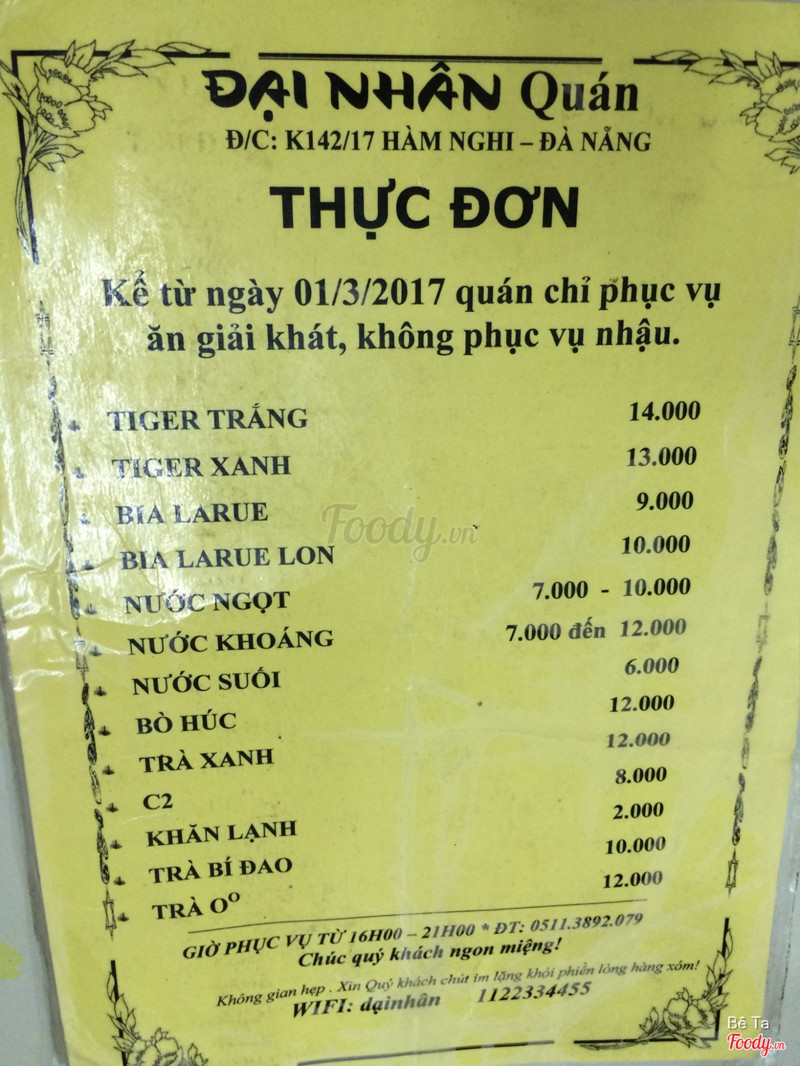 ĐẠI NHÂN Quán
Đ/C: K142/17 HÀM NGHI – ĐÀ NẴNG
THỰC ĐƠN
Kể từ ngày 01/3/2017 quán chỉ phục vụ
ăn giải khát, không phục vụ nhậu.
TIGER TRẮNG 14.000
TIGER XANH 13.000
BIA LARUE 9.000
BIA LARUE LON 10.000
NƯỚC NGỌT 7.000 - 10.000
NƯỚC KHOÁNG 7.000 đến 12.000
NƯỚC SUỐI 6.000
BÒ HÚC 12.000
TRÀ XANH 12.000
C2 8.000
KHĂN LẠNH 2.000
TRÀ BÍ ĐAO 10.000
TRÀ Oº 12.000
GIỜ PHỤC VỤ TỪ 16H00 – 21H00 * ĐT: 0511.3892.079
Chúc quý khách ngon miệng!
Không gian hẹp . Xin Quý khách chút im lặng khỏi phiền lòng hàng xóm!
WIFI: dạinhân 1122334455
Foody.vn
Bê Ta
Foody.vn